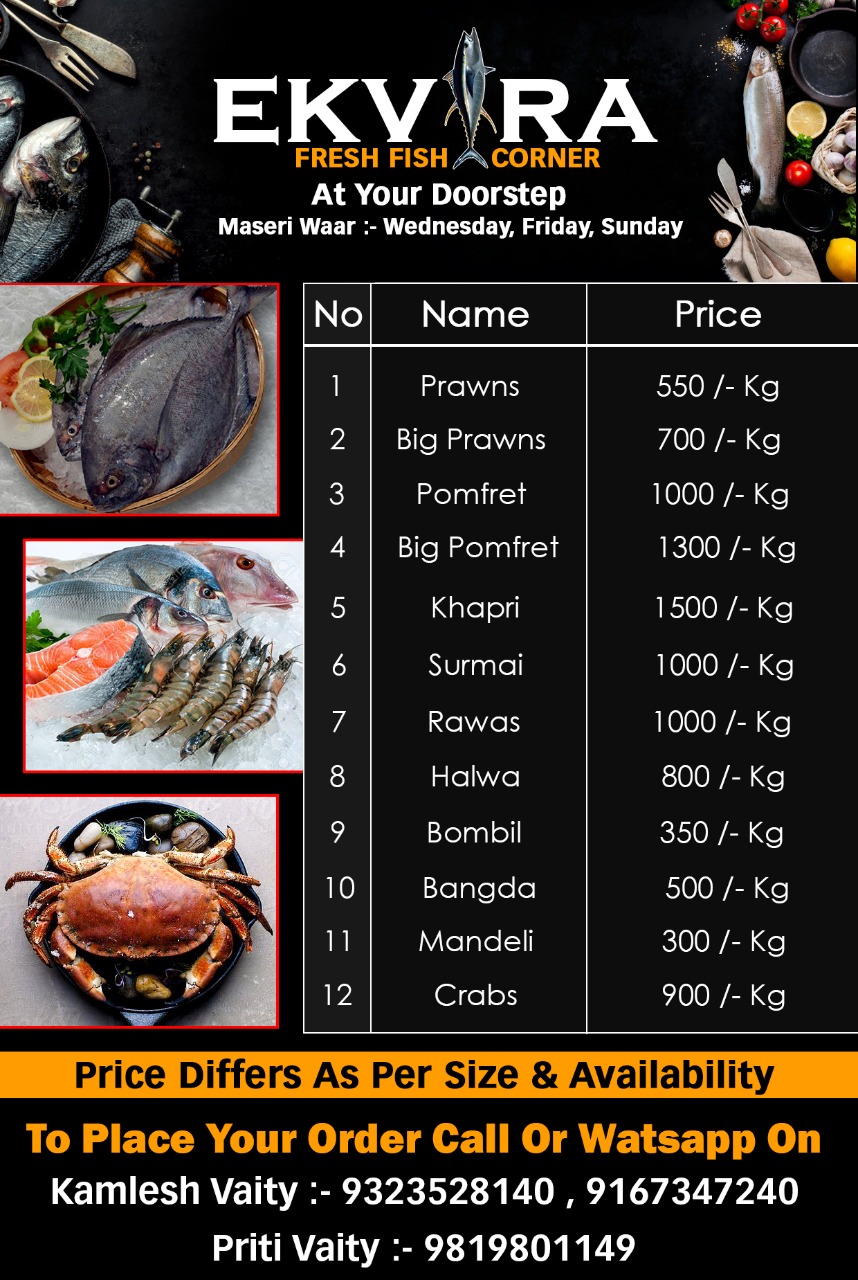 EKVIRA
FRESH FISH CORNER
At Your Doorstep
Maseri Waar :- Wednesday, Friday, Sunday
No Name Price
1 Prawns 550 /- Kg
2 Big Prawns 700 /- Kg
3 Pomfret 1000 /- Kg
4 Big Pomfret 1300 /- Kg
5 Khapri 1500 /- Kg
6 Surmai 1000 /- Kg
7 Rawas 1000 /- Kg
8 Halwa 800 /- Kg
9 Bombil 350 /- Kg
10 Bangda 500 /- Kg
11 Mandeli 300 /- Kg
12 Crabs 900 /- Kg
Price Differs As Per Size & Availability
To Place Your Order Call Or Watsapp On
Kamlesh Vaity :- 9323528140 , 9167347240
Priti Vaity :- 9819801149